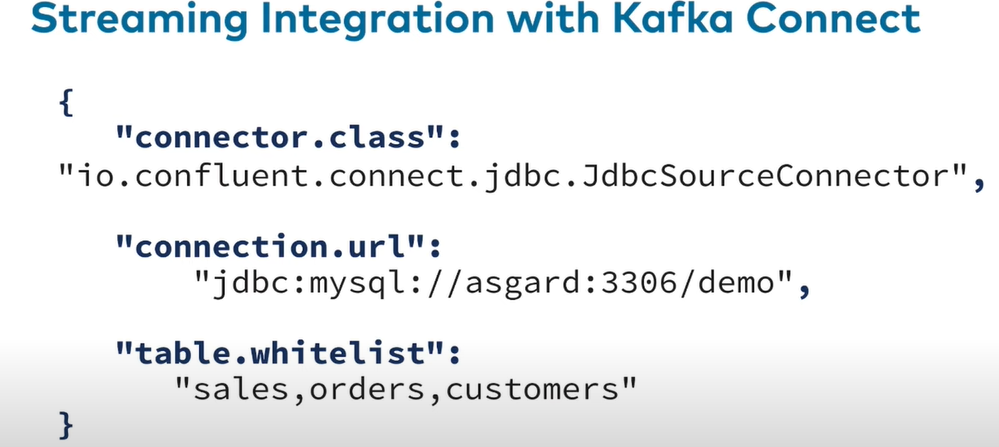 Streaming Integration with Kafka Connect
{
"connector.class":
"io.confluent.connect.jdbc.JdbcSourceConnector",
"connection.url":
"jdbc:mysql://asgard:3306/demo",
"table.whitelist":
"sales,orders,customers"
}